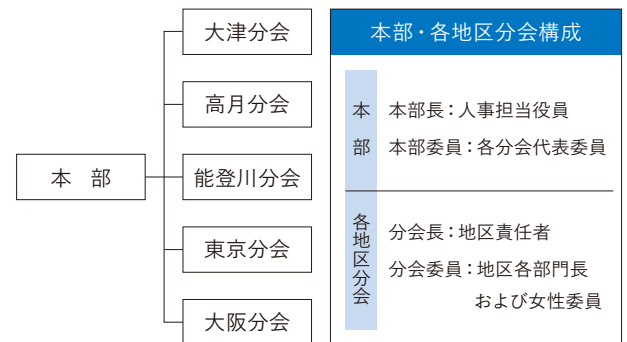 本 部
大津分会
高月分会
能登川分会
東京分会
大阪分会
本部・各地区分会構成
本部
本部長：人事担当役員
本部委員：各分会代表委員
各地区分会
分会長：地区責任者
分会委員：地区各部門長
および女性委員